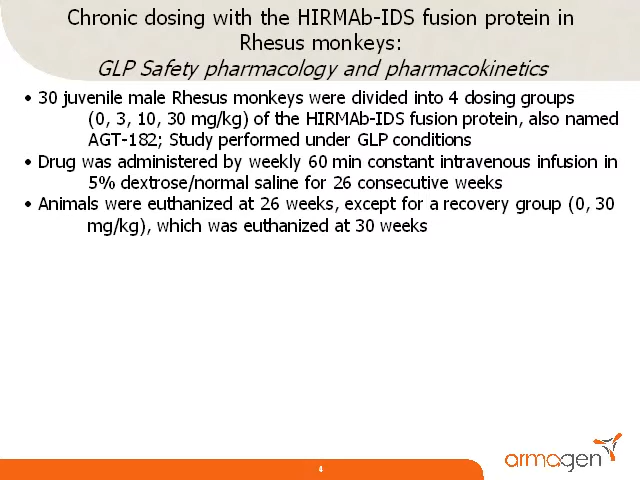 Chronic dosing with the HIRMAb-IDS fusion protein in
Rhesus monkeys:
GLP Safety pharmacology and pharmacokinetics
• 30 juvenile male Rhesus monkeys were divided into 4 dosing groups
(0, 3, 10, 30 mg/kg) of the HIRMAb-IDS fusion protein, also named
AGT-182; Study performed under GLP conditions
• Drug was administered by weekly 60 min constant intravenous infusion in
5% dextrose/normal saline for 26 consecutive weeks
• Animals were euthanized at 26 weeks, except for a recovery group (0, 30
mg/kg), which was euthanized at 30 weeks
armagen
4